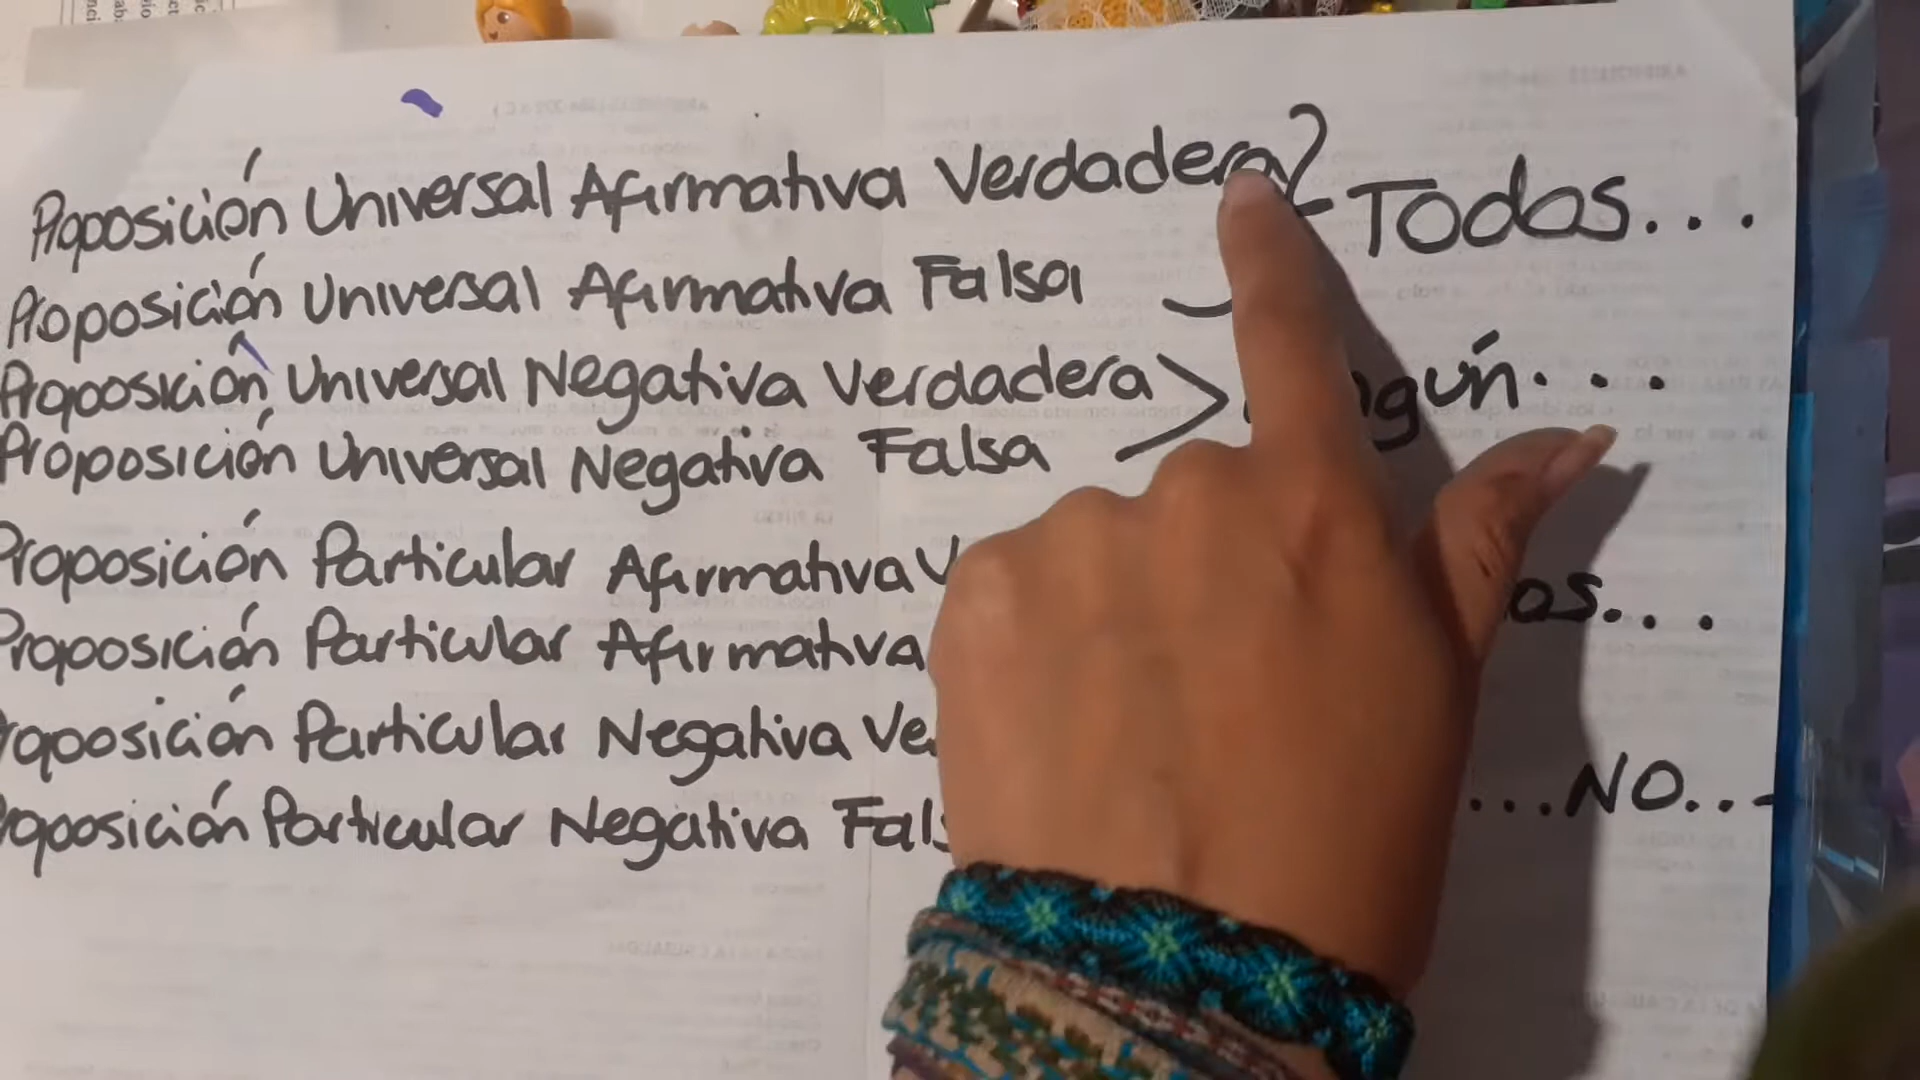 Proposición Universal Afirmativa Verdadera
Todos...
Proposición Universal Afirmativa Falsa
Proposición Universal Negativa Verdadera
Proposición Universal Negativa Falsa
Proposición Particular Afirmativa
Proposición Particular Afirmativa
Proposición Particular Negativa
...NO...
Proposición Particular Negativa